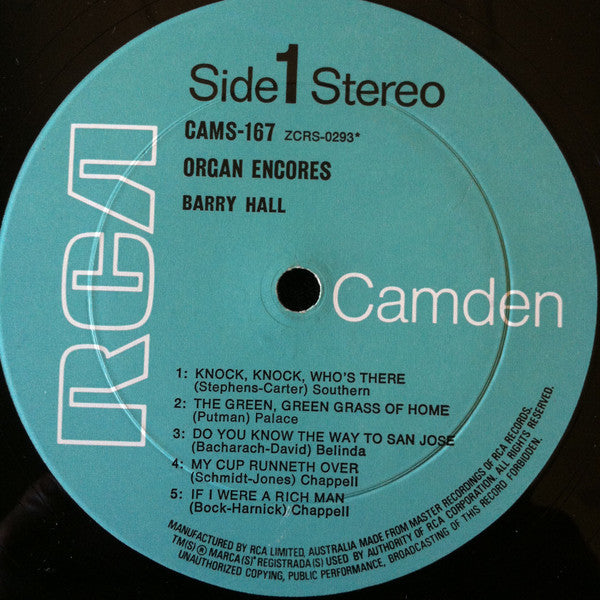 Side 1 Stereo
CAMS-167 ZCRS-0293*
ORGAN ENCORES
BARRY HALL
RCA
Camden
1: KNOCK, KNOCK, WHO'S THERE
(Stephens-Carter) Southern
2: THE GREEN, GREEN GRASS OF HOME
(Putman) Palace
3: DO YOU KNOW THE WAY TO SAN JOSE
(Bacharach-David) Belinda
4: MY CUP RUNNETH OVER
(Schmidt-Jones) Chappell
5: IF I WERE A RICH MAN
(Bock-Harnick) Chappell
MANUFACTURED BY RCA LIMITED, AUSTRALIA MADE FROM MASTER RECORDINGS OF RCA RECORDS.
TM(S)® MARCA(S) REGISTRADA(S) USED BY AUTHORITY OF RCA CORPORATION. ALL RIGHTS RESERVED.
UNAUTHORIZED COPYING, PUBLIC PERFORMANCE, BROADCASTING OF THIS RECORD FORBIDDEN.